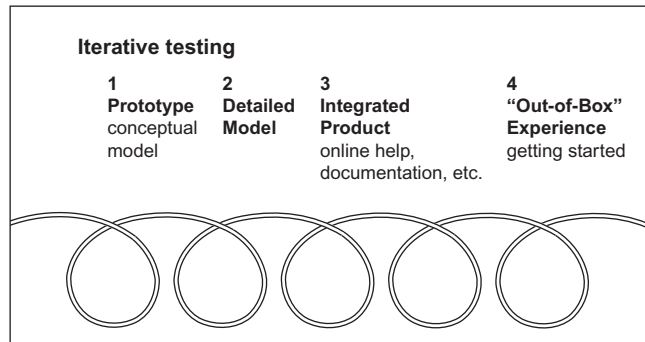 Iterative testing
1
Prototype
conceptual
model
2
Detailed
Model
3
Integrated
Product
online help,
documentation, etc.
4
“Out-of-Box”
Experience
getting started